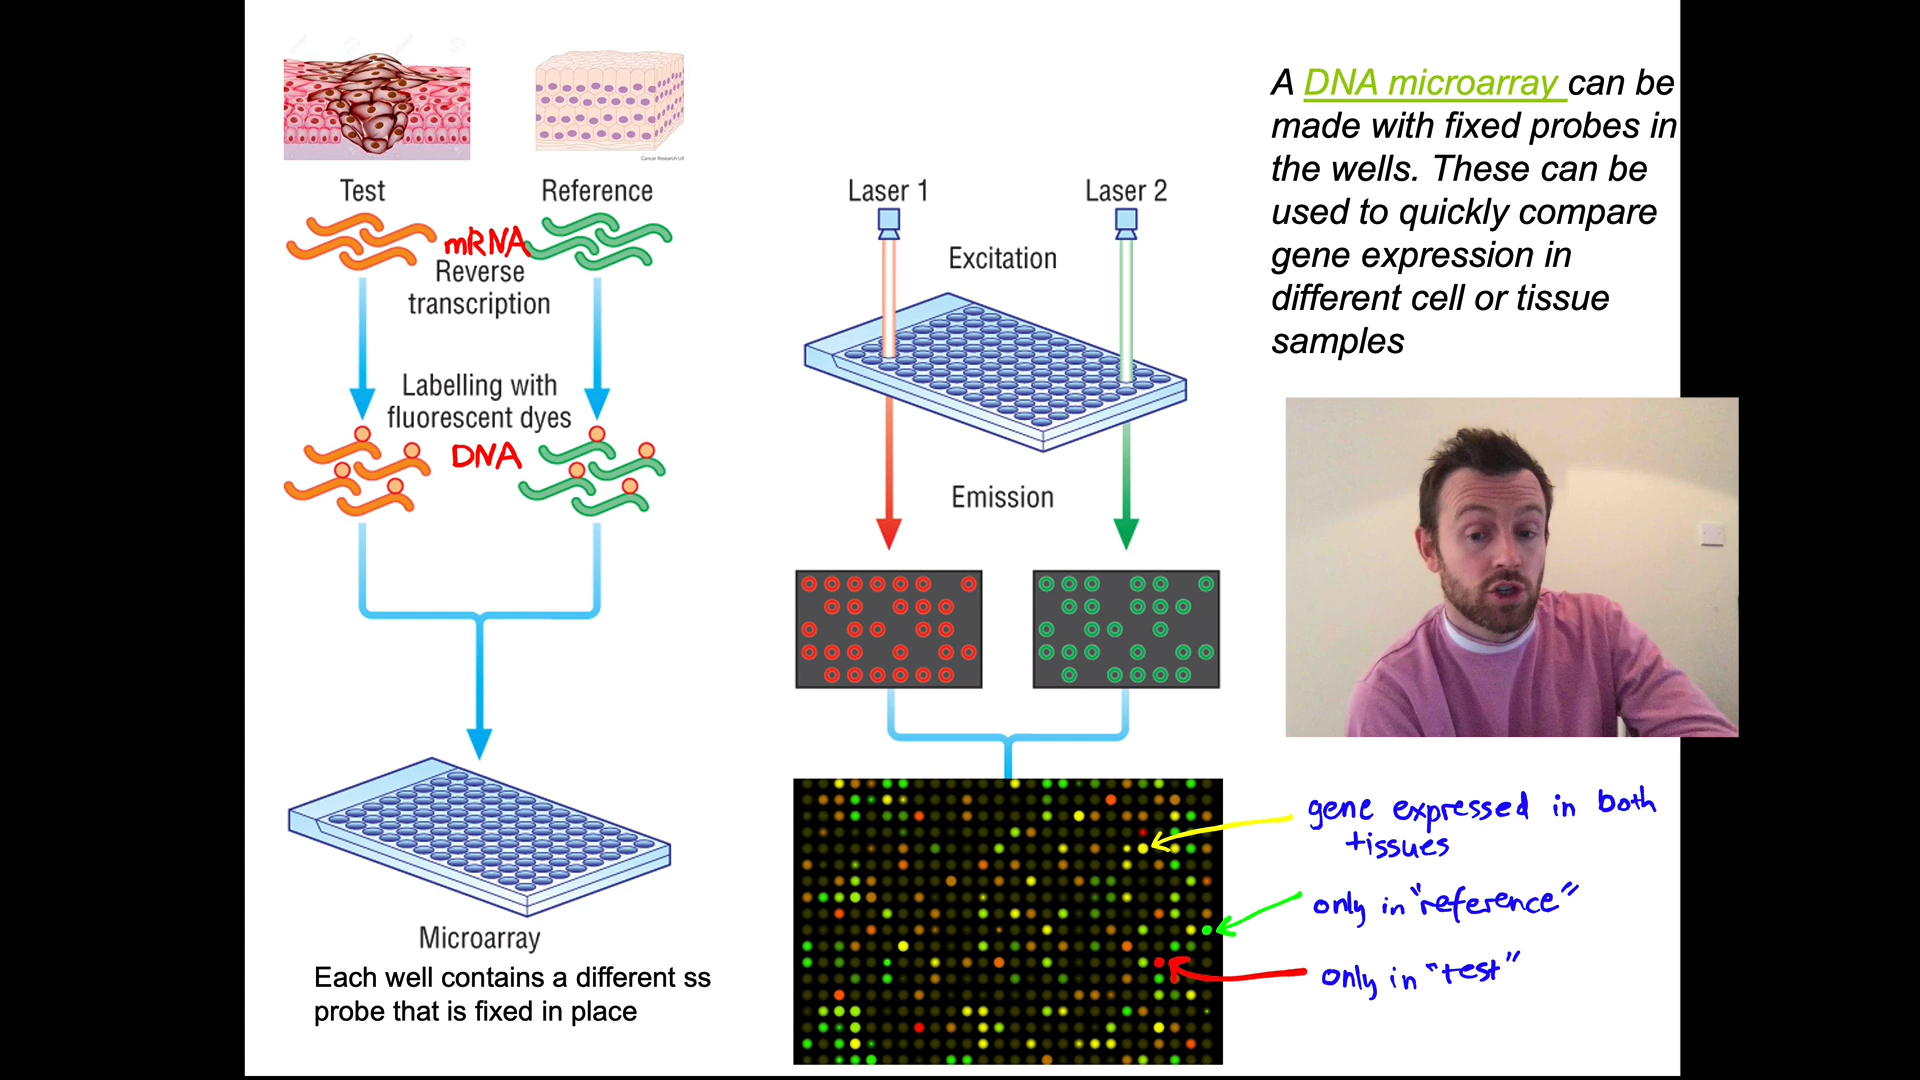 Cancer Research UK
Test
Reference
mRNA
Reverse
transcription
Labelling with
fluorescent dyes
DNA
Microarray
Each well contains a different ss
probe that is fixed in place
Laser 1
Laser 2
Excitation
Emission
A DNA microarray can be
made with fixed probes in
the wells. These can be
used to quickly compare
gene expression in
different cell or tissue
samples
gene expressed in both
tissues
only in "reference"
only in "test"